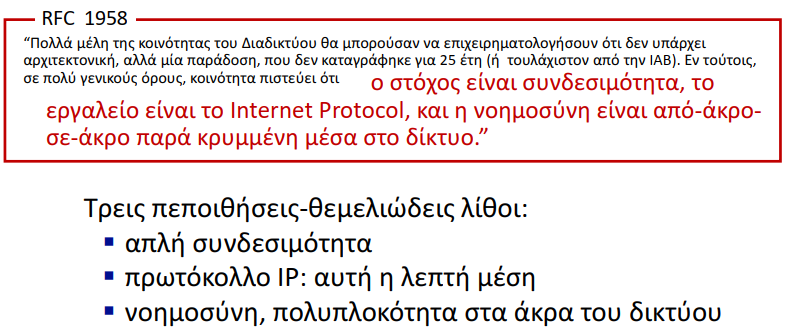 RFC 1958
“Πολλά μέλη της κοινότητας του Διαδικτύου θα μπορούσαν να επιχειρηματολογήσουν ότι δεν υπάρχει
αρχιτεκτονική, αλλά μία παράδοση, που δεν καταγράφηκε για 25 έτη (ή τουλάχιστον από την IAB). Εν τούτοις,
σε πολύ γενικούς όρους, κοινότητα πιστεύει ότι ο στόχος είναι συνδεσιμότητα, το
εργαλείο είναι το Internet Protocol, και η νοημοσύνη είναι από-άκρο-
σε-άκρο παρά κρυμμένη μέσα στο δίκτυο.”
Τρεις πεποιθήσεις-θεμελιώδεις λίθοι:
▪ απλή συνδεσιμότητα
▪ πρωτόκολλο IP: αυτή η λεπτή μέση
▪ νοημοσύνη, πολυπλοκότητα στα άκρα του δικτύου